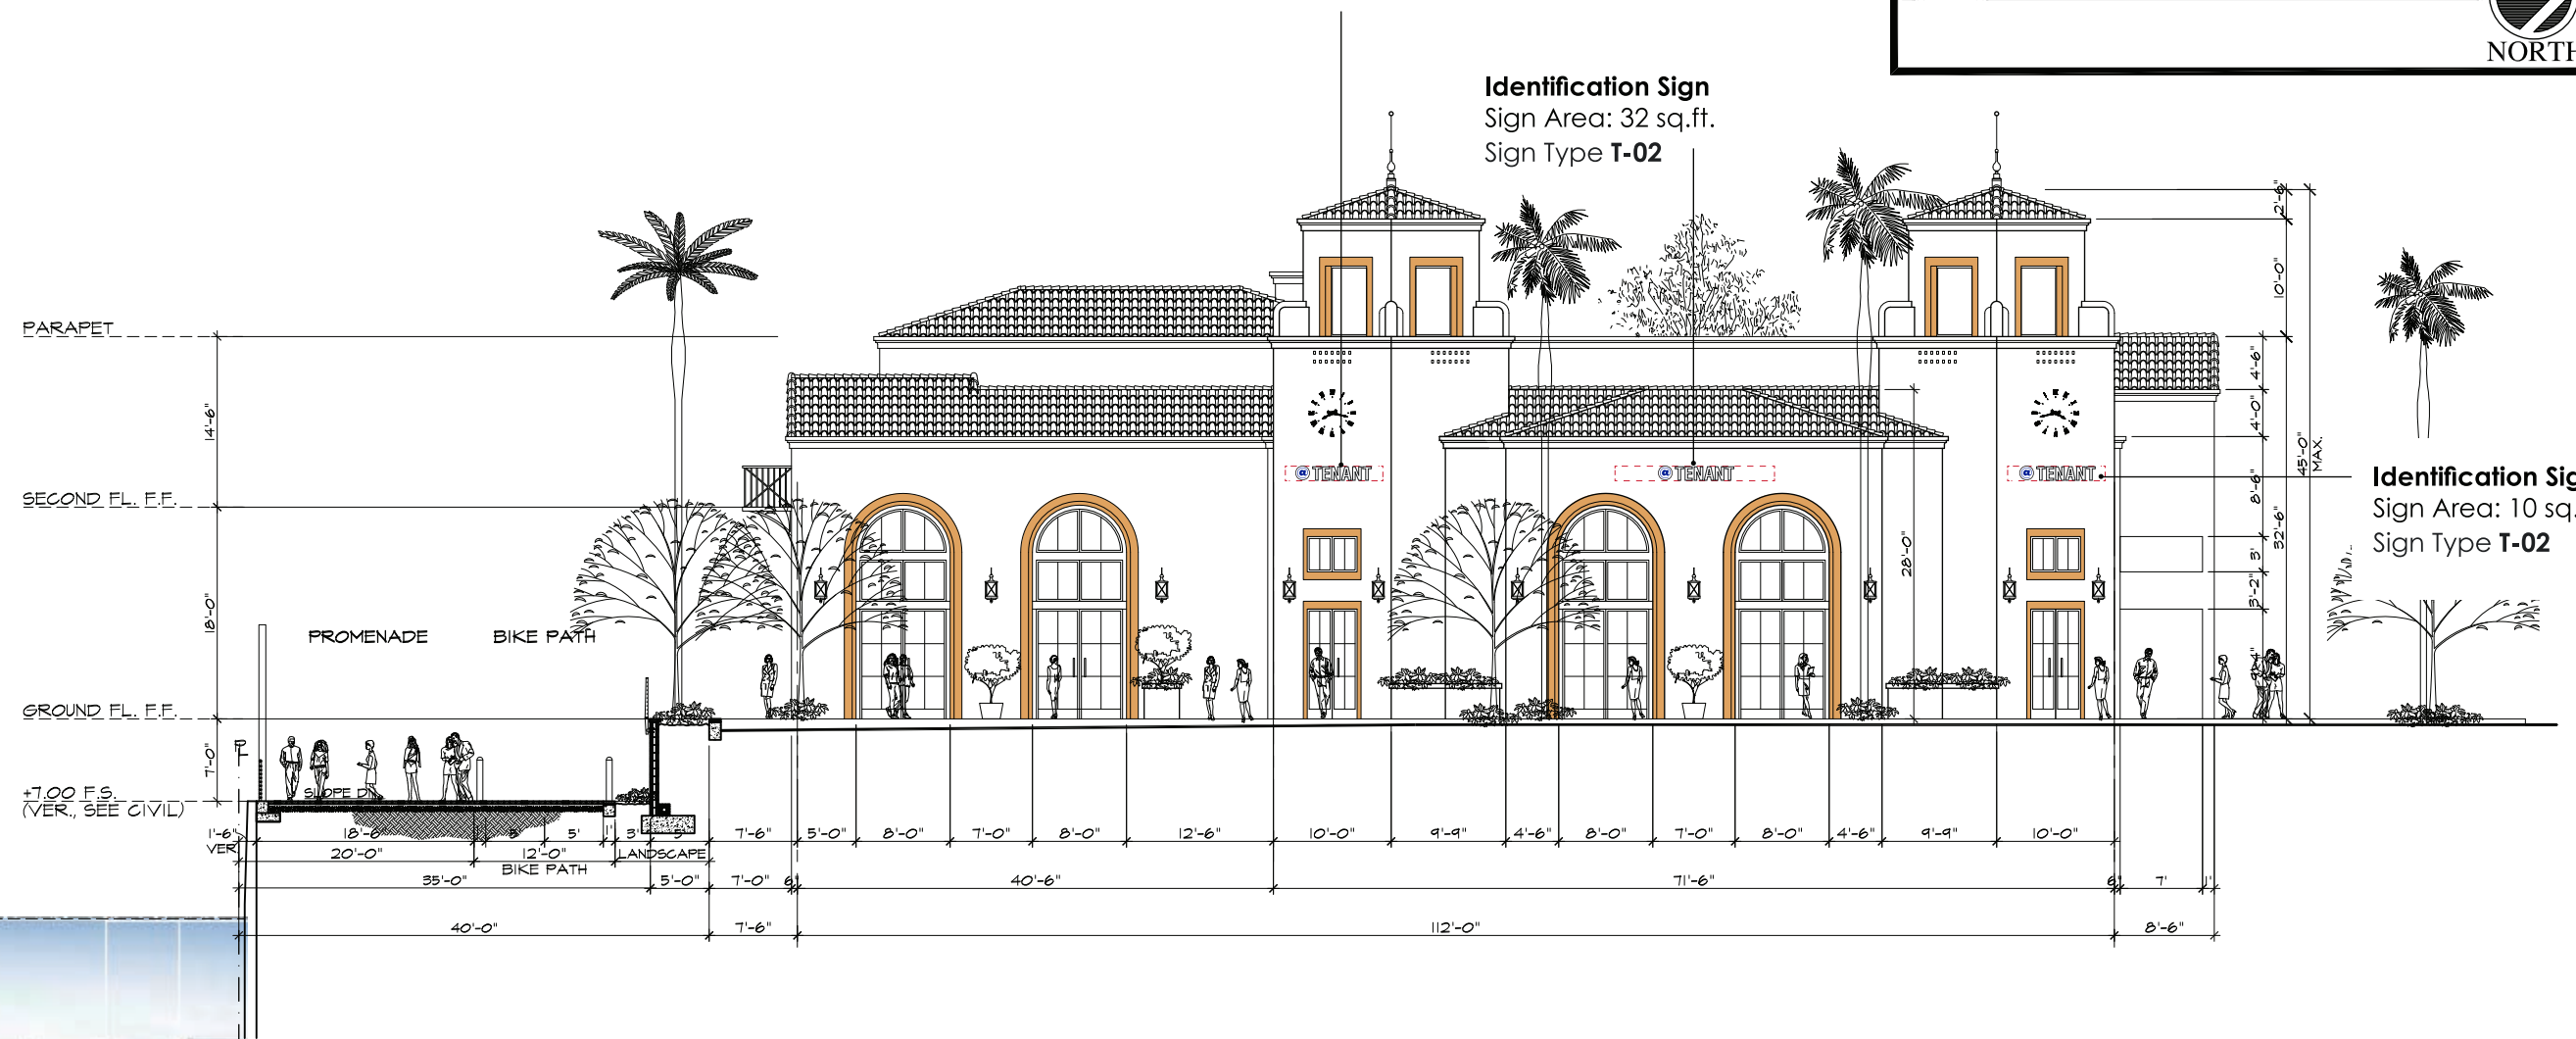 NORTH
Identification Sign
Sign Area: 32 sq.ft.
Sign Type T-02
PARAPET
SECOND FL. F.F.
GROUND FL. F.F.
+7.00 F.S.
(VER., SEE CIVIL)
14'-6"
18'-0"
7'-0"
PROMENADE
BIKE PATH
@TENANT
@TENANT
@TENANT
28'-0"
2'-6"
10'-0"
4'-6"
4'-0"
8'-6"
3'
3'-2"
45'-0"
MAX.
32'-6"
Identification Sig
Sign Area: 10 sq.
Sign Type T-02
1'-6"
VER.
18'-6"
5'
1'
3'
5'
7'-6"
5'-0"
8'-0"
7'-0"
8'-0"
12'-6"
10'-0"
9'-9"
4'-6"
8'-0"
7'-0"
8'-0"
4'-6"
9'-9"
10'-0"
20'-0"
12'-0"
BIKE PATH
LANDSCAPE
35'-0"
5'-0"
7'-0"
6"
40'-6"
71'-6"
6"
7'
1'
40'-0"
7'-6"
112'-0"
8'-6"